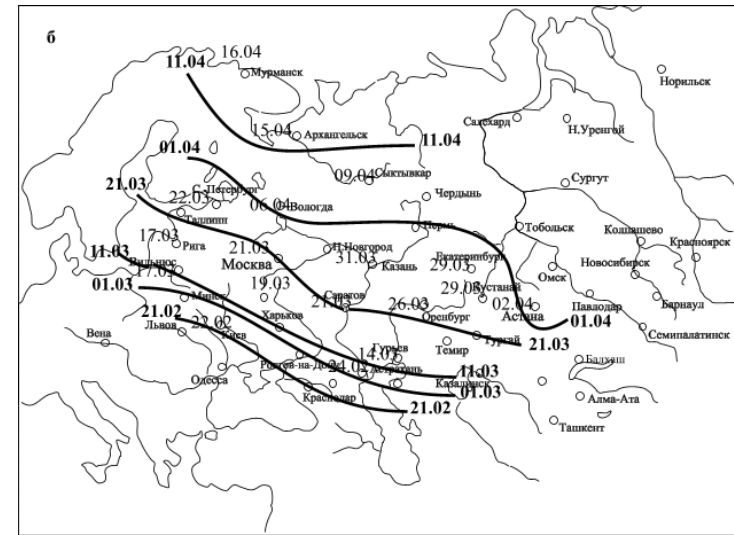 б
16.04
11.04
Мурманск
Норильск
15.04
Архангельск
11.04
Салехард
Н.Уренгой
01.04
09.04
Сыктывкар
21.03
С.-Петербург
22.03
Таллинн
06.04
Вологда
Чердынь
Сургут
Пермь
Тобольск
Колпашево
17.03
Рига
21.03
Москва
Н.Новгород
31.03
Казань
Екатеринбург
29.03
Красноярск
11.03
Вильнюс
17.03
Омск
Новосибирск
01.03
Минск
19.03
Саратов
21.03
26.03
Оренбург
29.03
Кустанай
02.04
Астана
Павлодар
Барнаул
01.04
21.02
Львов
22.02
Киев
Харьков
Вена
Темир
Тургай
21.03
Семипалатинск
Гурьев
Ростов-на-Дону
Астрахань
Балхаш
Одесса
Казалинск
11.03
01.03
Краснодар
21.02
Алма-Ата
Ташкент